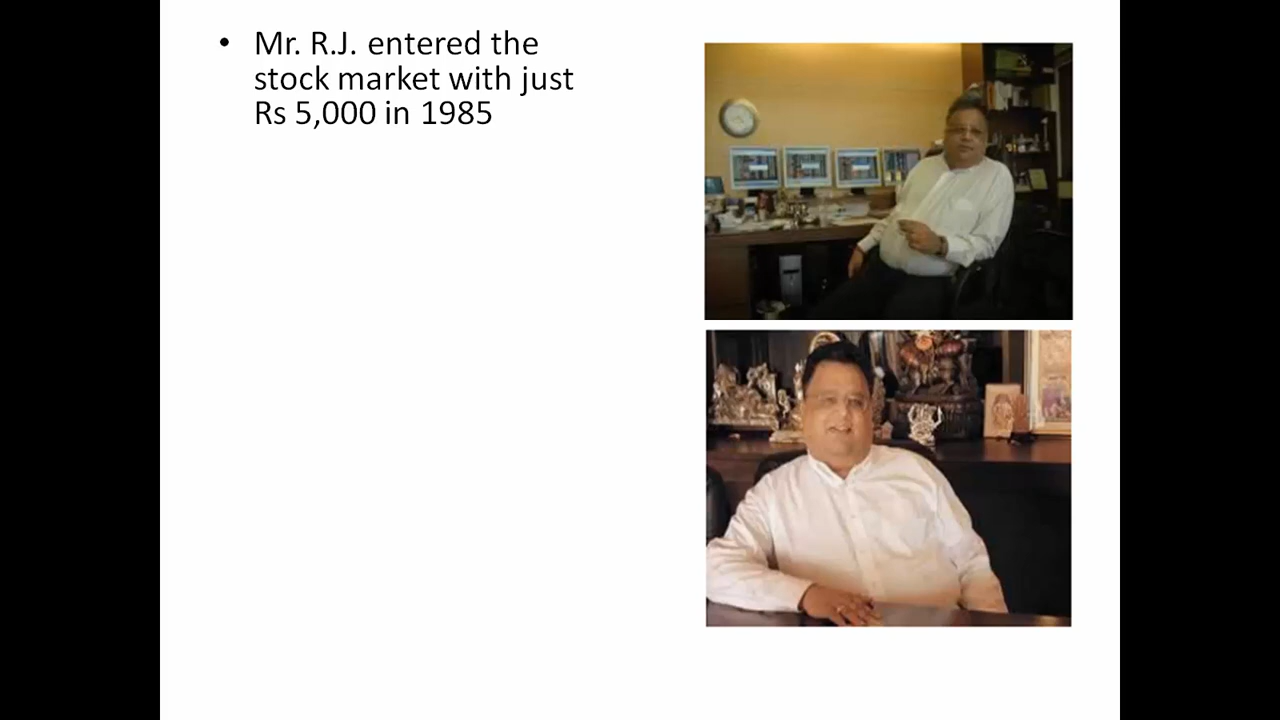 • Mr. R.J. entered the
stock market with just
Rs 5,000 in 1985